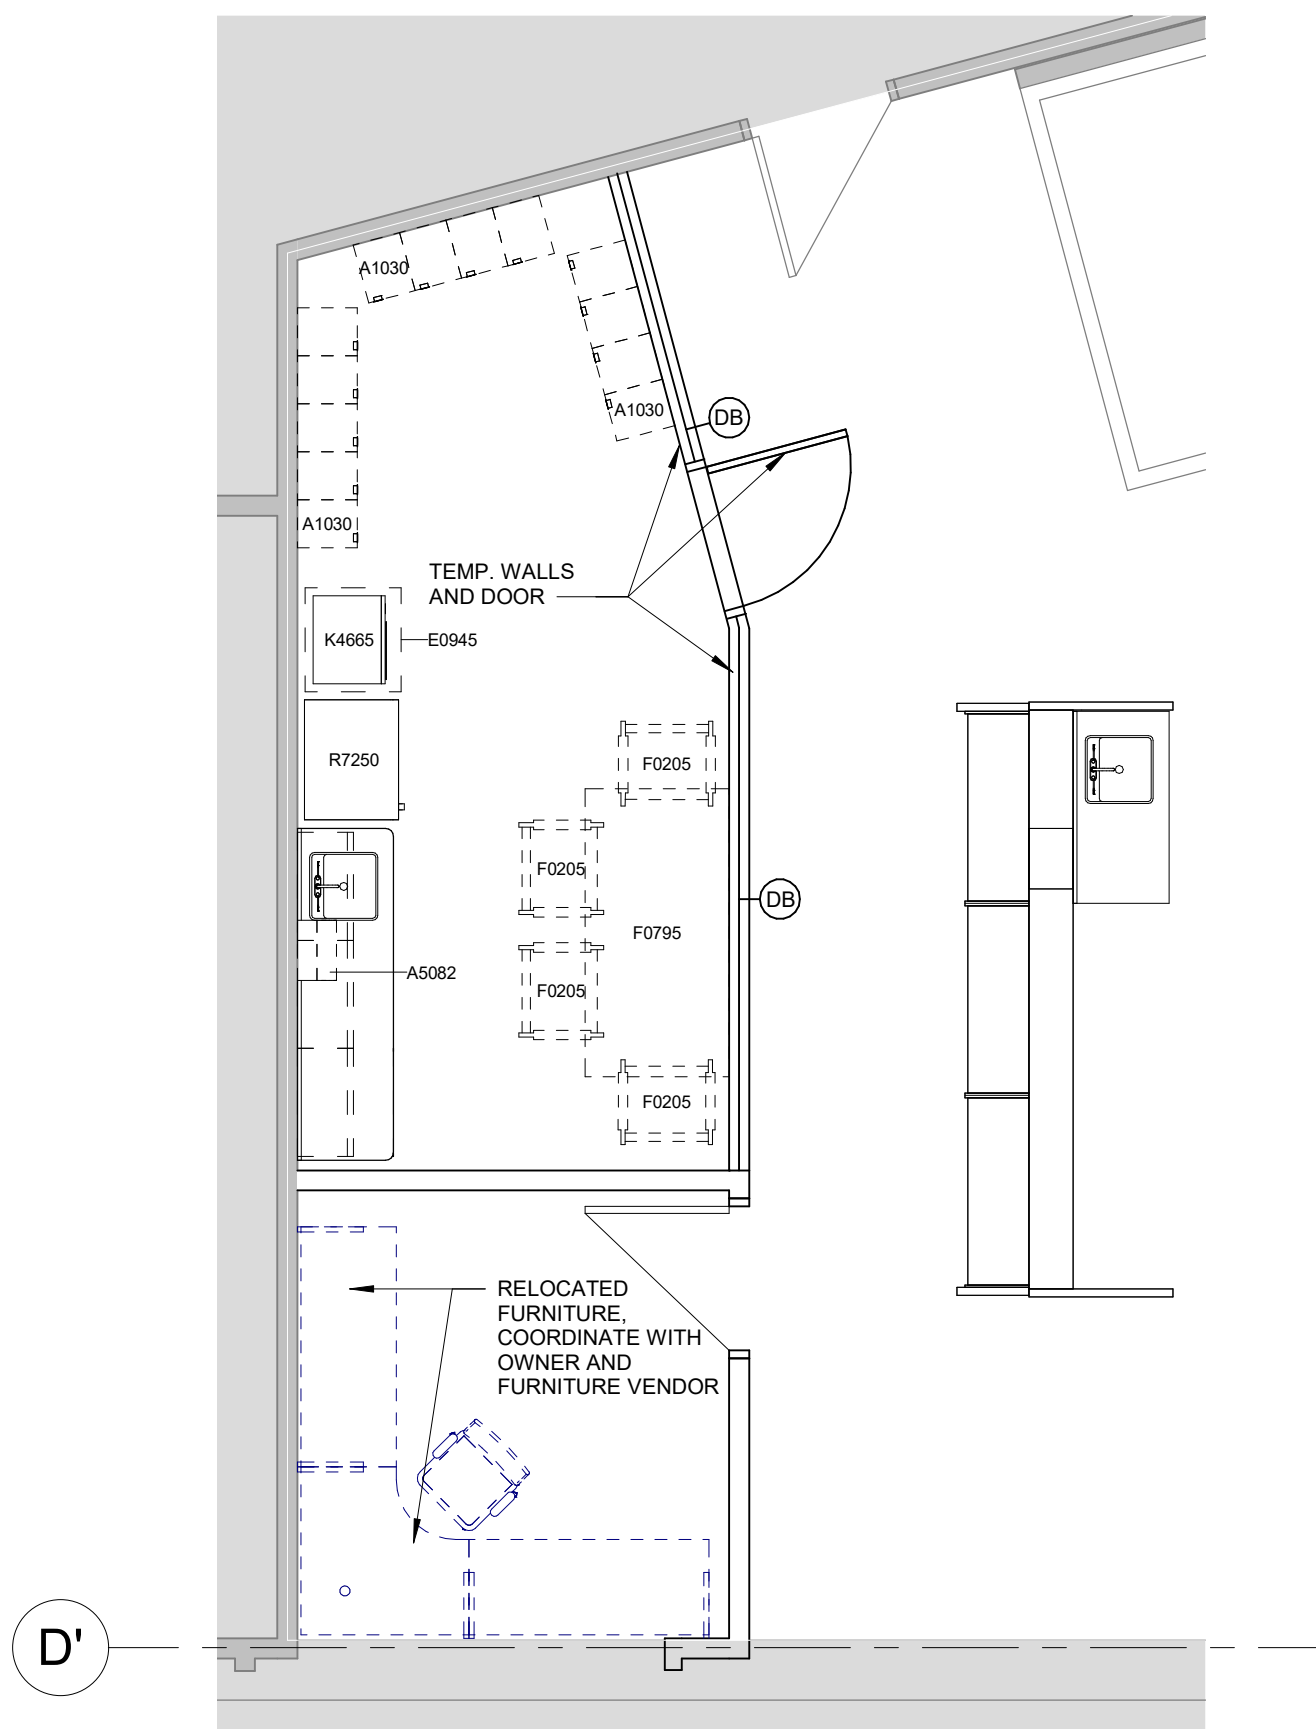 A1030
A1030
DB
A1030
TEMP. WALLS
AND DOOR
K4665
E0945
R7250
F0205
F0205
DB
F0795
A5082
F0205
F0205
RELOCATED
FURNITURE,
COORDINATE WITH
OWNER AND
FURNITURE VENDOR
D'